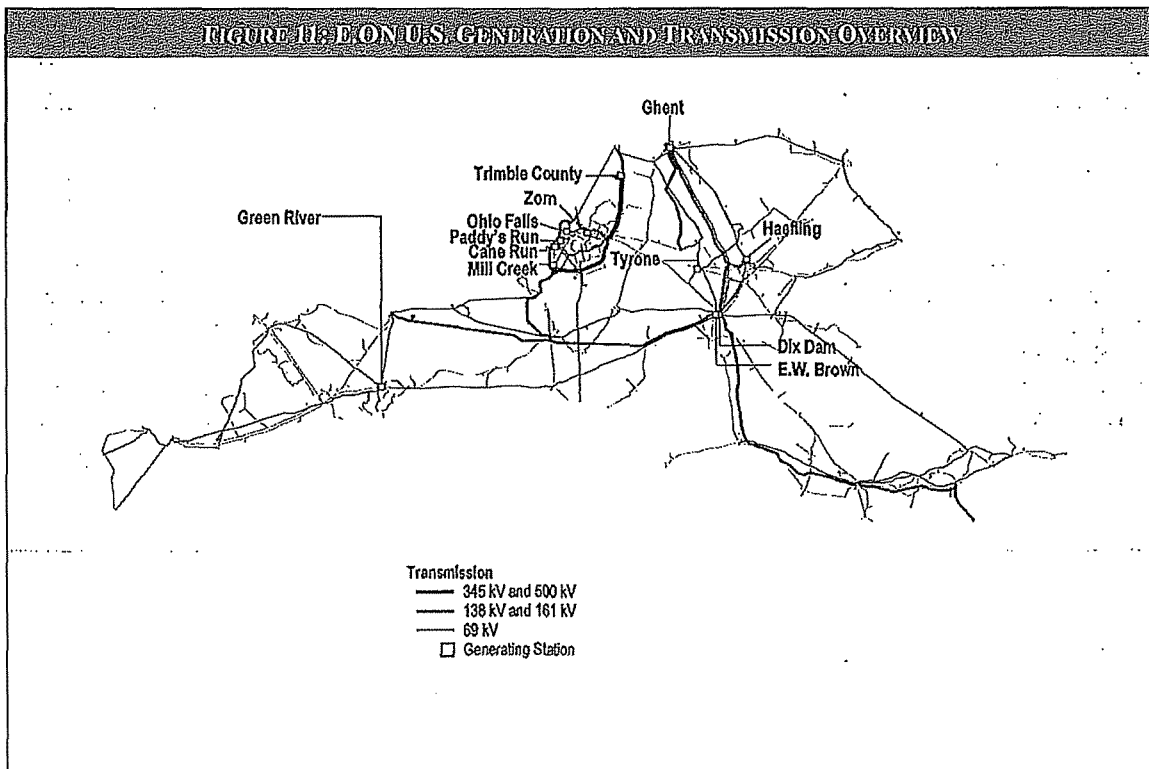 FIGURE 11: E.ON U.S. GENERATION AND TRANSMISSION OVERVIEW
Ghent
Trimble County
Zorn
Ohio Falls
Green River
Paddy's Run
Cane Run
Mill Creek
Haefling
Tyrone
Dix Dam
E.W. Brown
Transmission
345 kV and 500 kV
138 kV and 161 kV
69 kV
Generating Station